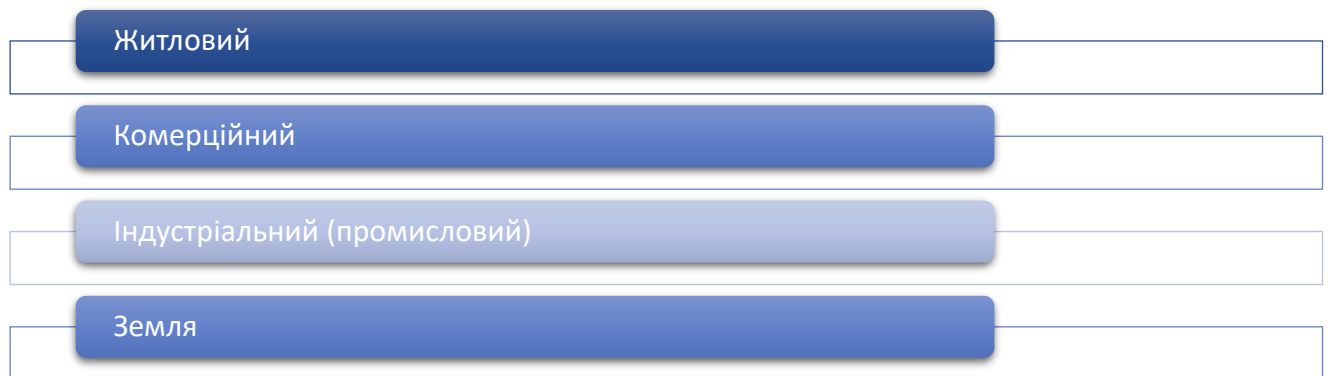 Житловий
Комерційний
Індустріальний (промисловий)
Земля